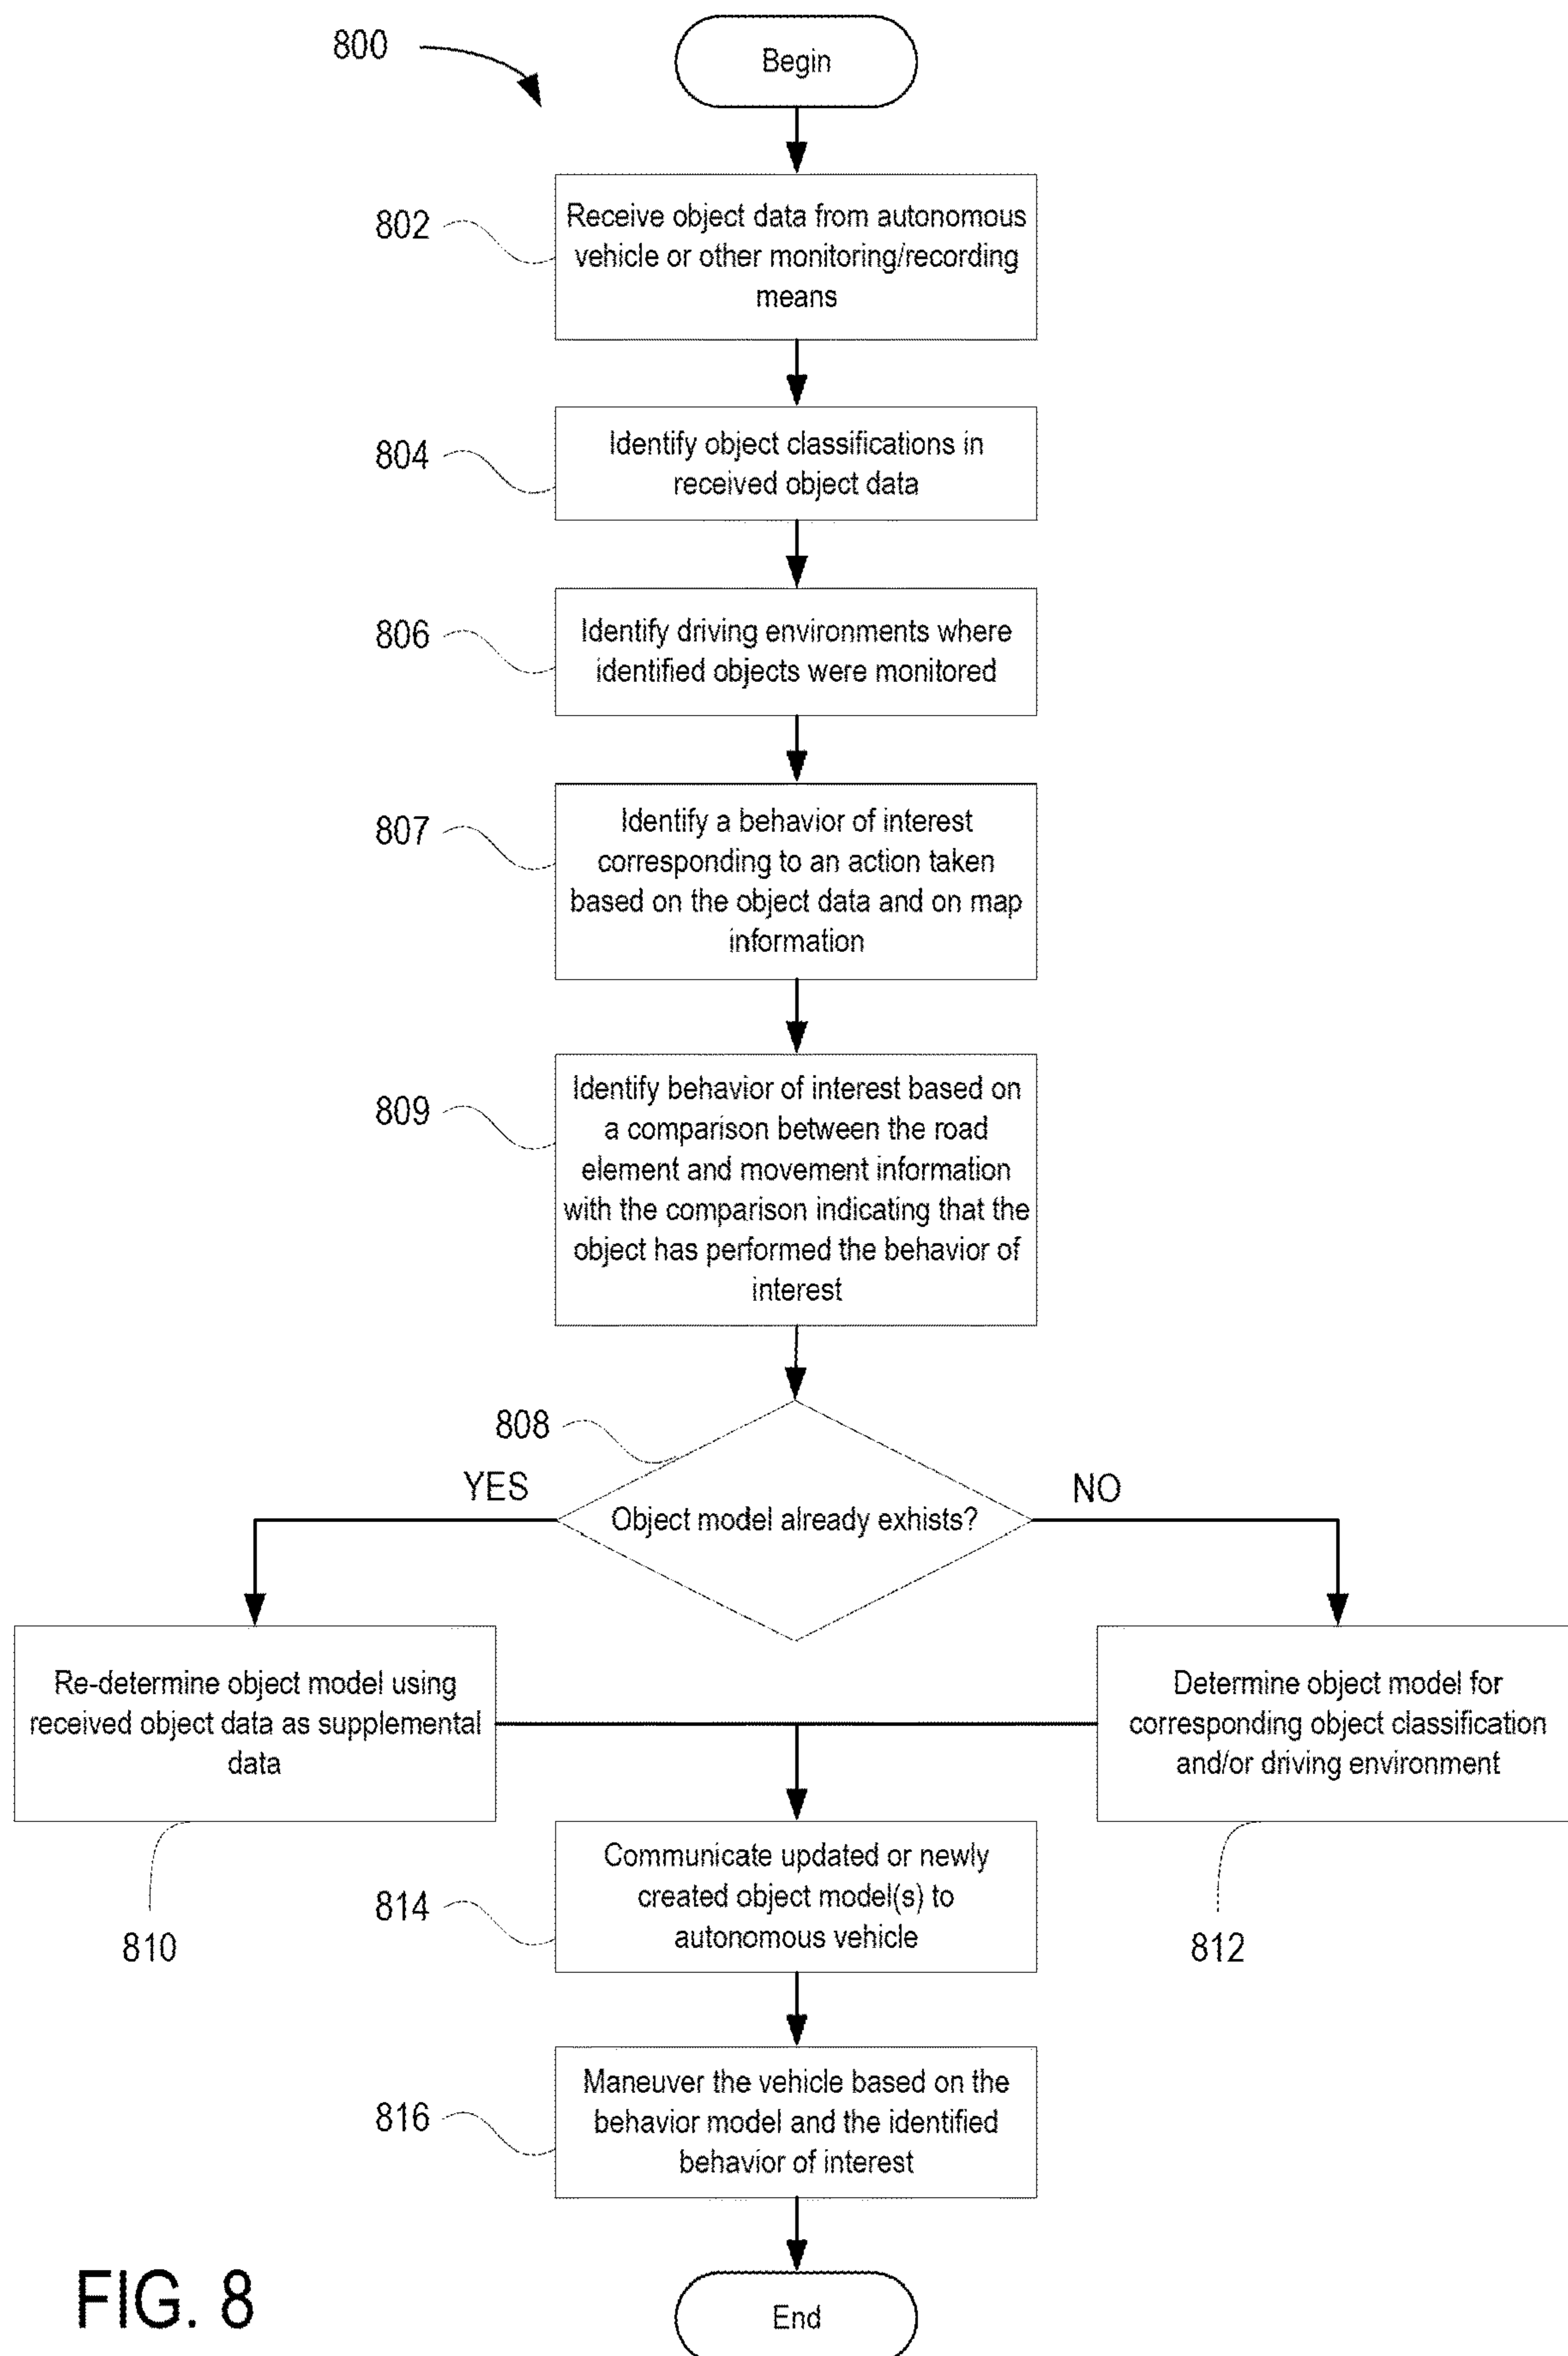 800
Begin
802
Receive object data from autonomous
vehicle or other monitoring/recording
means
804
Identify object classifications in
received object data
806
Identify driving environments where
identified objects were monitored
807
Identify a behavior of interest
corresponding to an action taken
based on the object data and on map
information
809
Identify behavior of interest based on
a comparison between the road
element and movement information
with the comparison indicating that the
object has performed the behavior of
interest
808
YES
NO
Object model already exhists?
Re-determine object model using
received object data as supplemental
data
810
Determine object model for
corresponding object classification
and/or driving environment
812
814
Communicate updated or newly
created object model(s) to
autonomous vehicle
816
Maneuver the vehicle based on the
behavior model and the identified
behavior of interest
End
FIG. 8